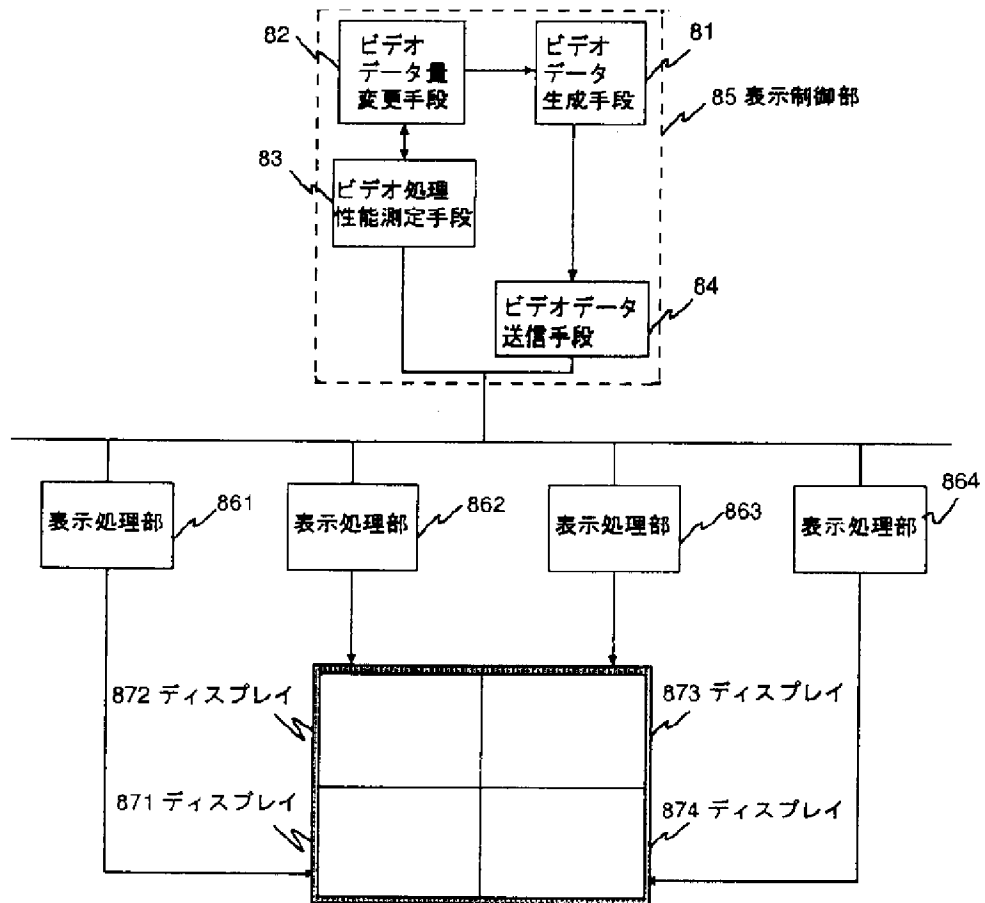 82
ビデオ
データ量
変更手段
ビデオ
データ
生成手段
81
85 表示制御部
83
ビデオ処理
性能測定手段
84
ビデオデータ
送信手段
表示処理部
861
表示処理部
862
表示処理部
863
表示処理部
864
872 ディスプレイ
873 ディスプレイ
871 ディスプレイ
874 ディスプレイ